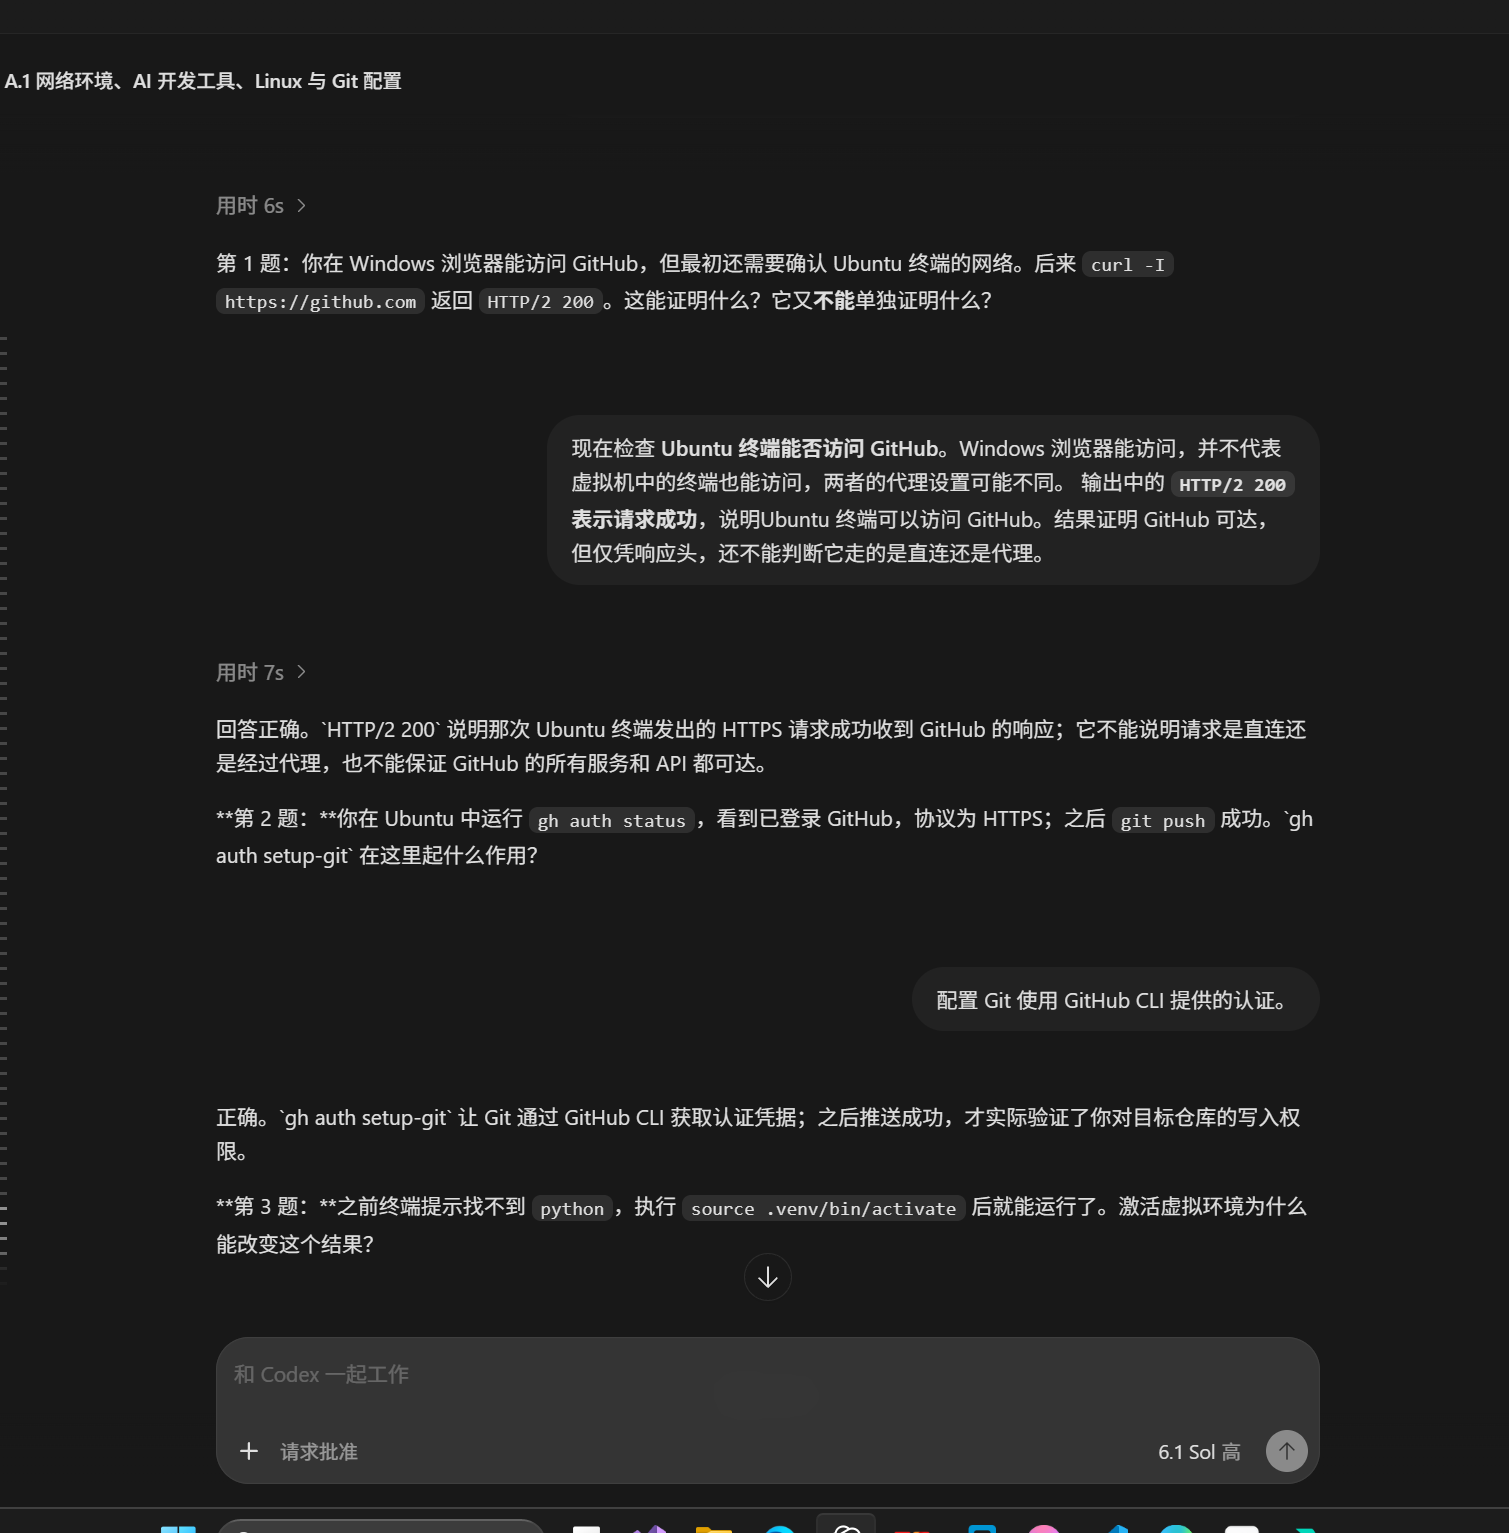 A.1 网络环境、AI 开发工具、Linux 与 Git 配置
用时 6s
第 1 题：你在 Windows 浏览器能访问 GitHub，但最初还需要确认 Ubuntu 终端的网络。后来 curl -I
https://github.com 返回 HTTP/2 200。这能证明什么？它又不能单独证明什么？
现在检查 Ubuntu 终端能否访问 GitHub。Windows 浏览器能访问，并不代表
虚拟机中的终端也能访问，两者的代理设置可能不同。 输出中的 HTTP/2 200
表示请求成功，说明Ubuntu 终端可以访问 GitHub。结果证明 GitHub 可达，
但仅凭响应头，还不能判断它走的是直连还是代理。
用时 7s
回答正确。`HTTP/2 200` 说明那次 Ubuntu 终端发出的 HTTPS 请求成功收到 GitHub 的响应；它不能说明请求是直连还
是经过代理，也不能保证 GitHub 的所有服务和 API 都可达。
**第 2 题：**你在 Ubuntu 中运行 gh auth status，看到已登录 GitHub，协议为 HTTPS；之后 git push 成功。`gh
auth setup-git` 在这里起什么作用？
配置 Git 使用 GitHub CLI 提供的认证。
正确。`gh auth setup-git` 让 Git 通过 GitHub CLI 获取认证凭据；之后推送成功，才实际验证了你对目标仓库的写入权
限。
**第 3 题：**之前终端提示找不到 python，执行 source .venv/bin/activate 后就能运行了。激活虚拟环境为什么
能改变这个结果？
和 Codex 一起工作
请求批准
6.1 Sol 高